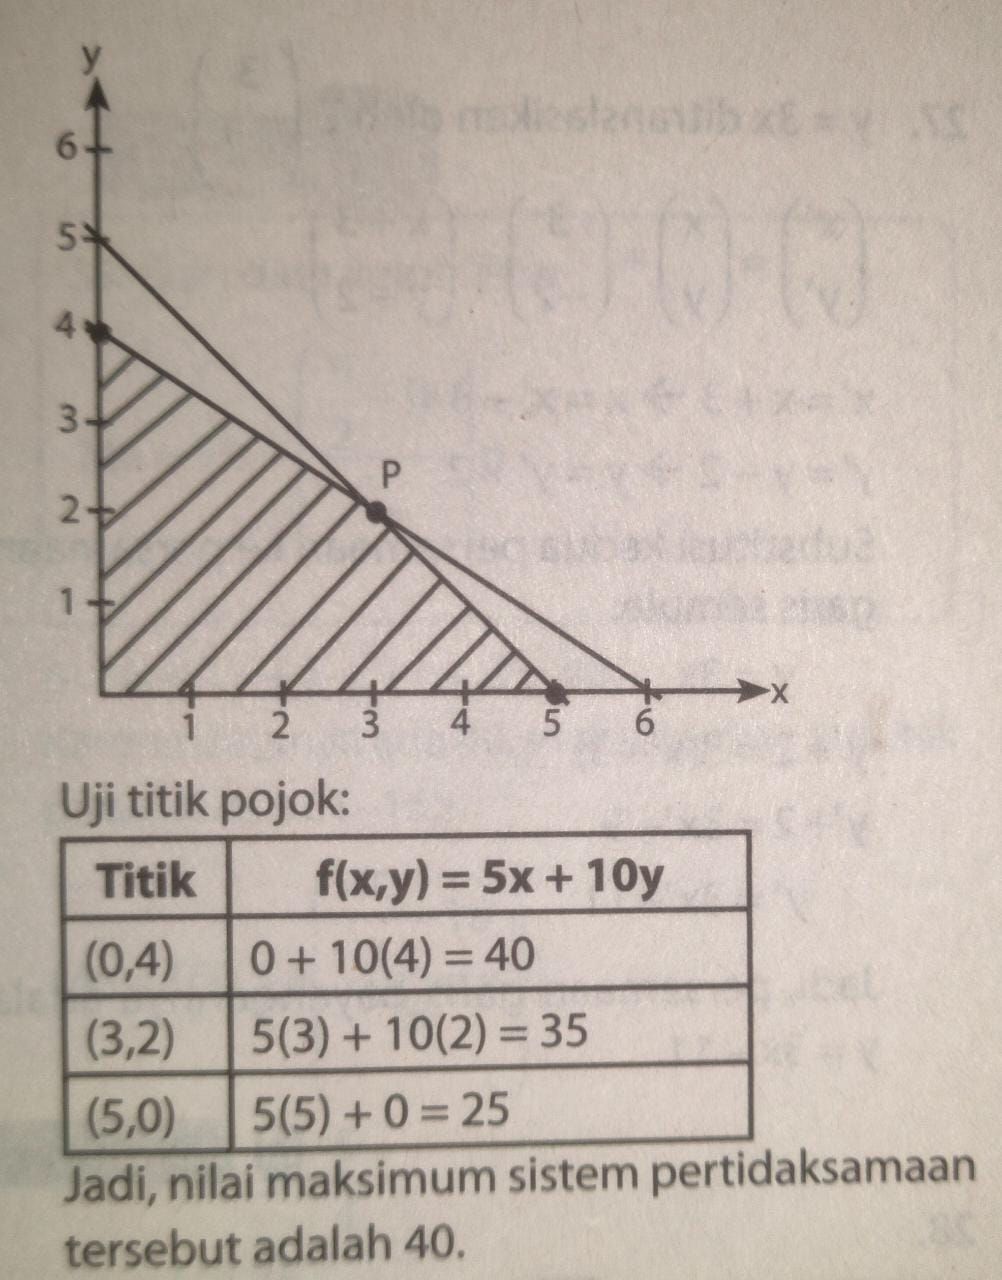 y
6
5
4
3
P
2
1
x
1 2 3 4 5 6
Uji titik pojok:
Titik f(x,y) = 5x + 10y
(0,4) 0 + 10(4) = 40
(3,2) 5(3) + 10(2) = 35
(5,0) 5(5) + 0 = 25
Jadi, nilai maksimum sistem pertidaksamaan
tersebut adalah 40.